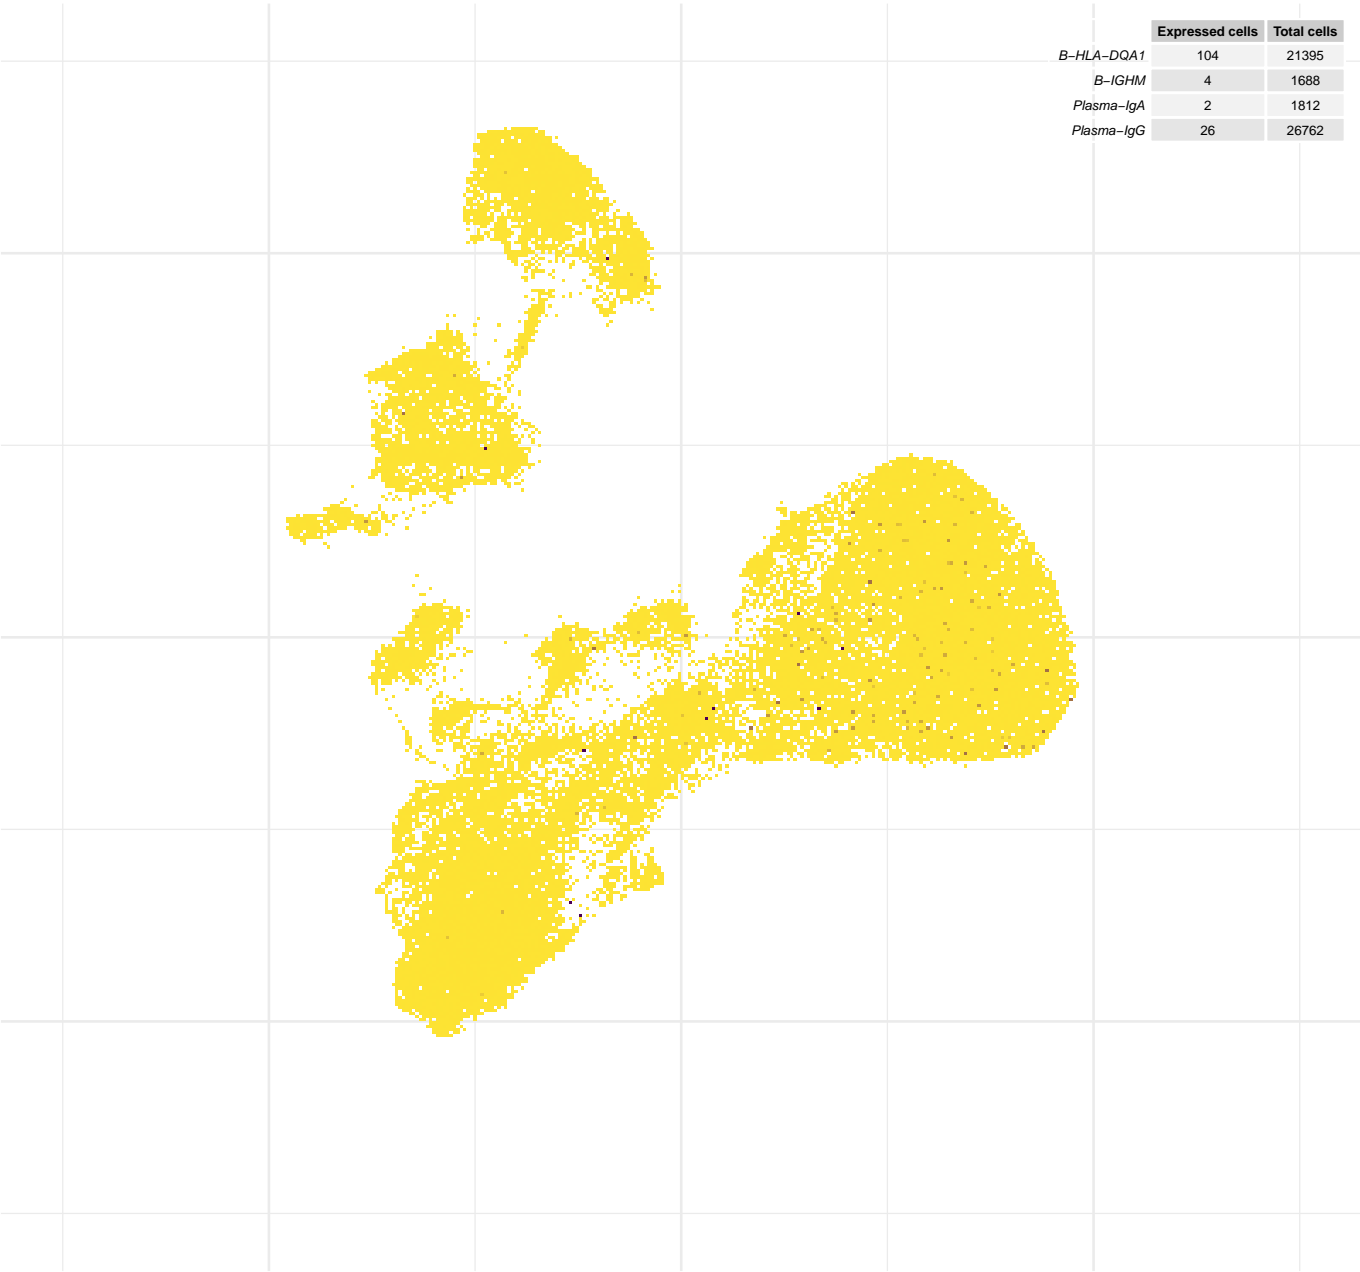 Expressed cells Total cells
B−HLA−DQA1 104 21395
B−IGHM 4 1688
Plasma−IgA 2 1812
Plasma−IgG 26 26762